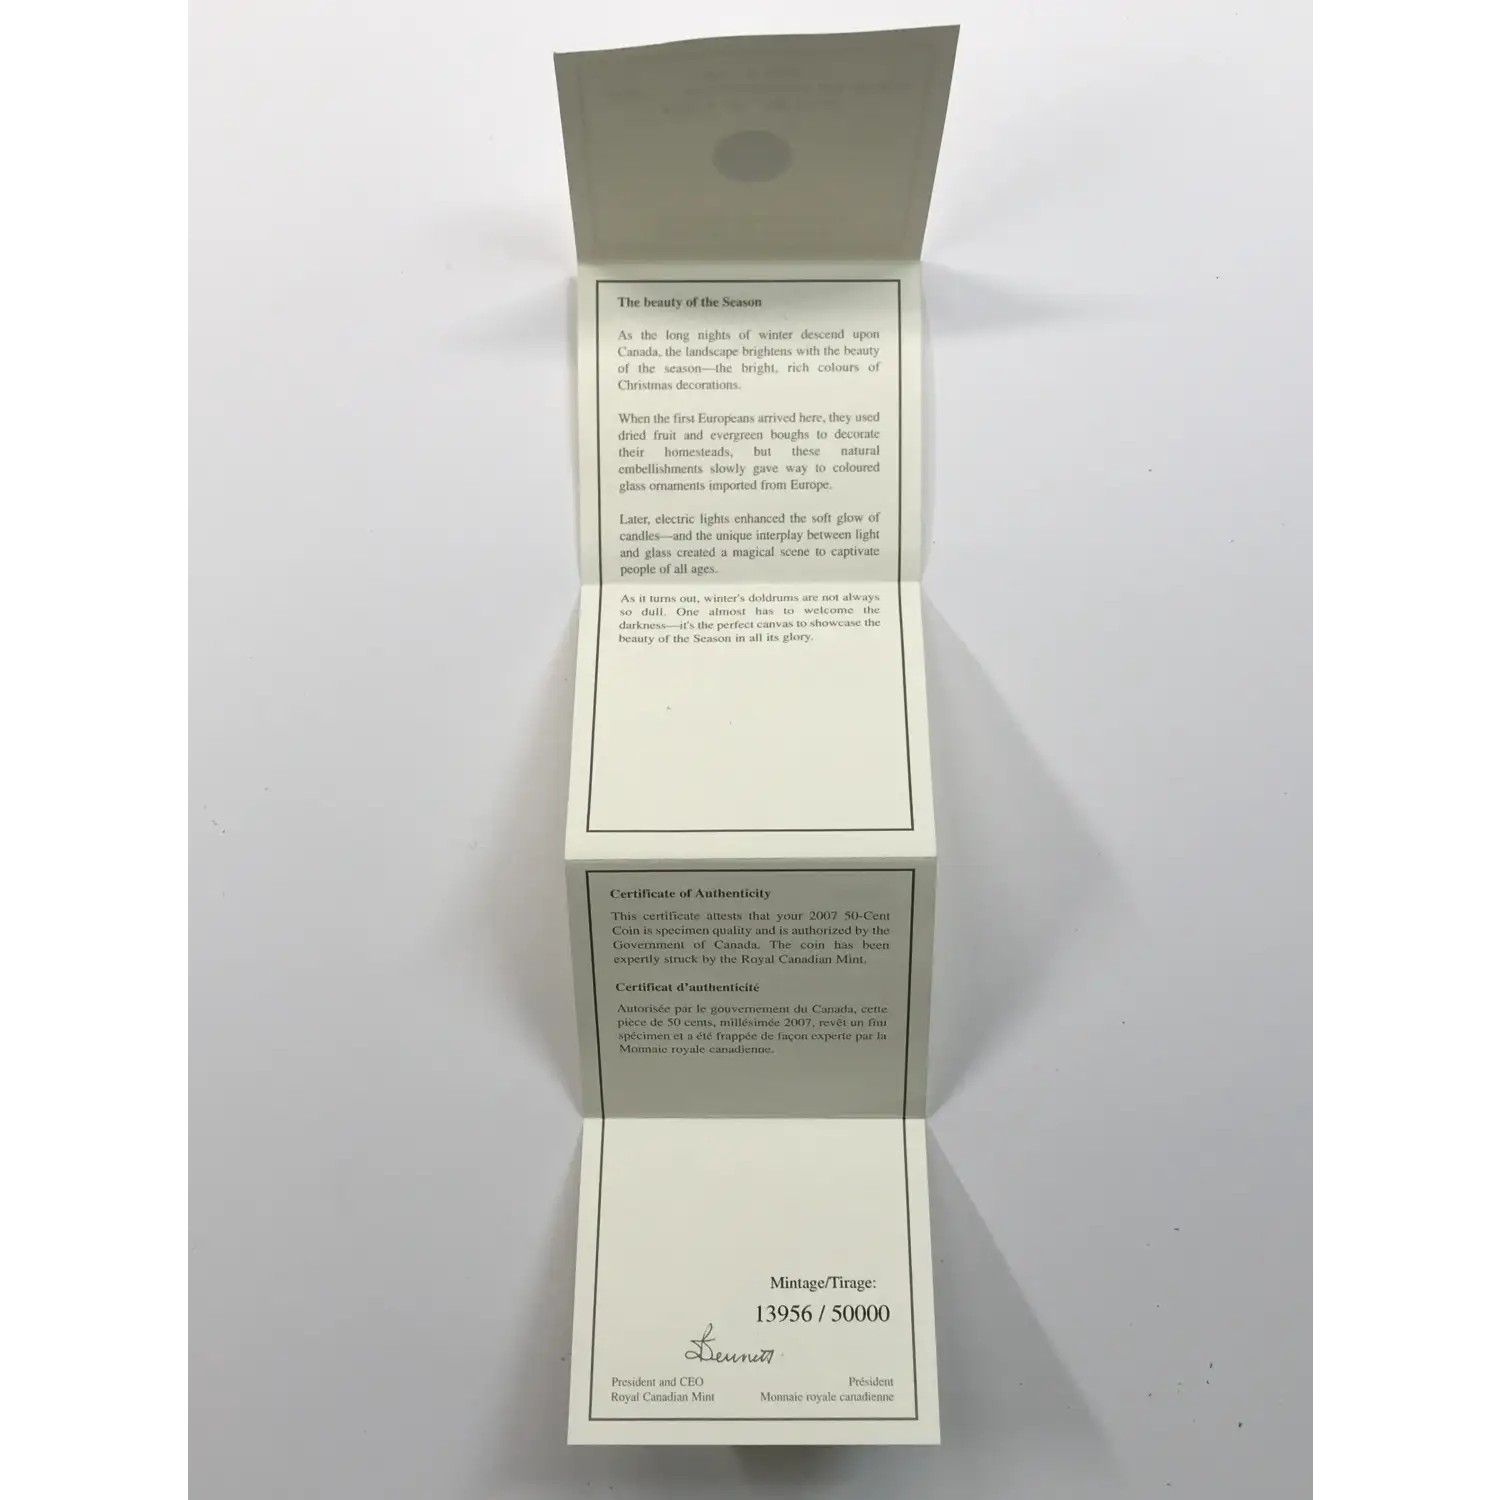 The beauty of the Season
As the long nights of winter descend upon
Canada, the landscape brightens with the beauty
of the season—the bright, rich colours of
Christmas decorations.
When the first Europeans arrived here, they used
dried fruit and evergreen boughs to decorate
their homesteads, but these natural
embellishments slowly gave way to coloured
glass ornaments imported from Europe.
Later, electric lights enhanced the soft glow of
candles—and the unique interplay between light
and glass created a magical scene to captivate
people of all ages.
As it turns out, winter's doldrums are not always
so dull. One almost has to welcome the
darkness—it's the perfect canvas to showcase the
beauty of the Season in all its glory.
Certificate of Authenticity
This certificate attests that your 2007 50-Cent
Coin is specimen quality and is authorized by the
Government of Canada. The coin has been
expertly struck by the Royal Canadian Mint.
Certificat d'authenticité
Autorisée par le gouvernement du Canada, cette
pièce de 50 cents, millésimée 2007, revêt un fini
spécimen et a été frappée de façon experte par la
Monnaie royale canadienne.
Mintage/Tirage:
13956 / 50000
Bennett
President and CEO
Royal Canadian Mint
Président
Monnaie royale canadienne